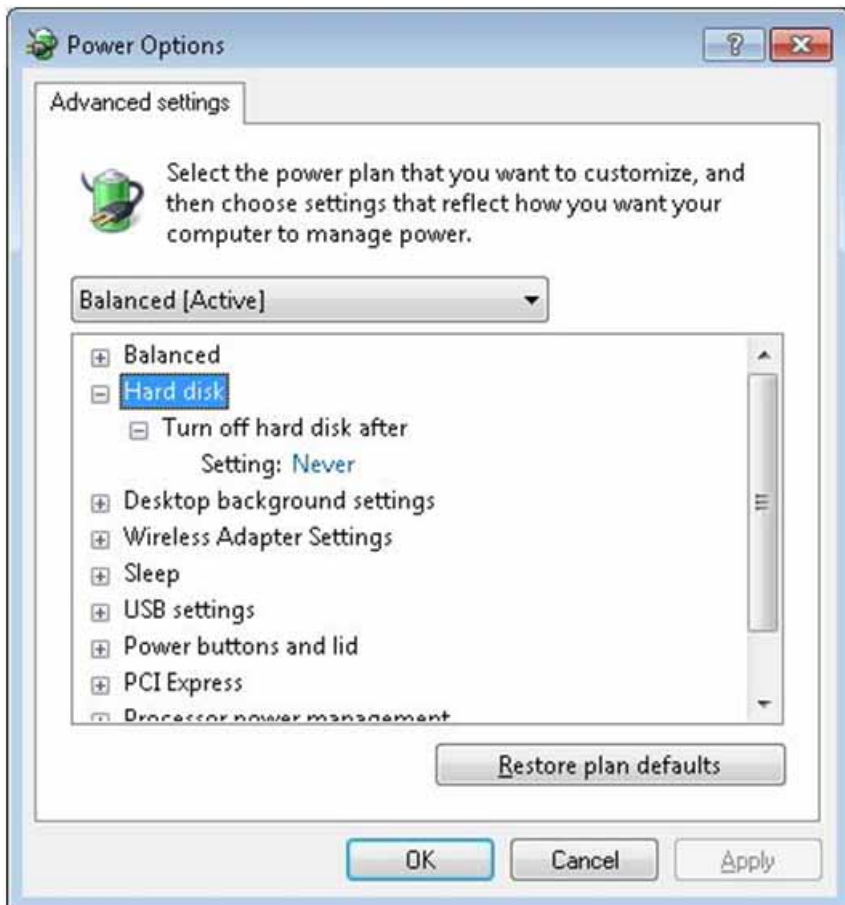 Power Options
Advanced settings
Select the power plan that you want to customize, and
then choose settings that reflect how you want your
computer to manage power.
Balanced [Active]
Balanced
Hard disk
Turn off hard disk after
Setting: Never
Desktop background settings
Wireless Adapter Settings
Sleep
USB settings
Power buttons and lid
PCI Express
Processor power management
Restore plan defaults
OK
Cancel
Apply